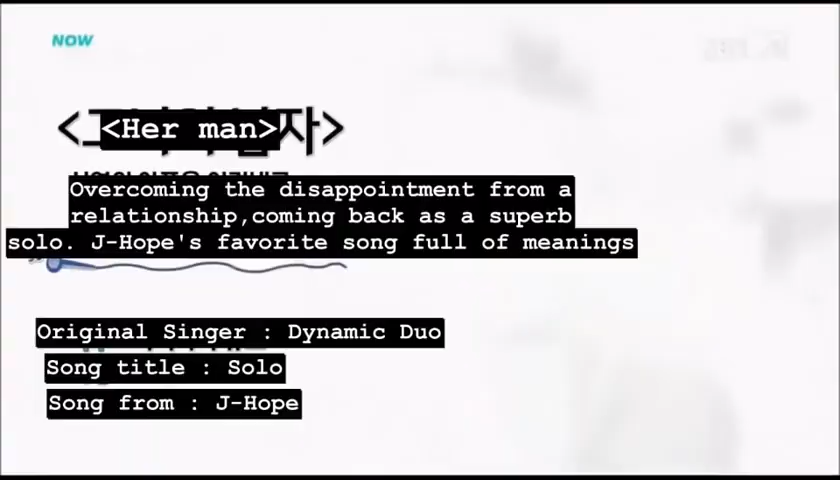 NOW
<Her man>
Overcoming the disappointment from a
relationship,coming back as a superb
solo. J-Hope's favorite song full of meanings
Original Singer : Dynamic Duo
Song title : Solo
Song from : J-Hope